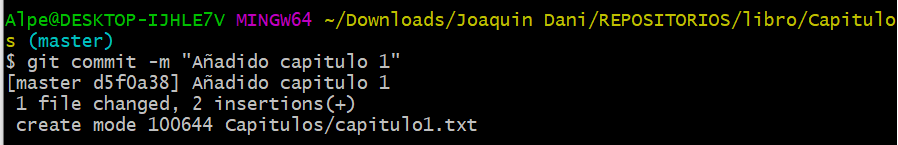 Alpe@DESKTOP-IJHLE7V MINGW64 ~/Downloads/Joaquin Dani/REPOSITORIOS/libro/Capitulo
s (master)
$ git commit -m "Añadido capitulo 1"
[master d5f0a38] Añadido capitulo 1
 1 file changed, 2 insertions(+)
 create mode 100644 Capitulos/capitulo1.txt